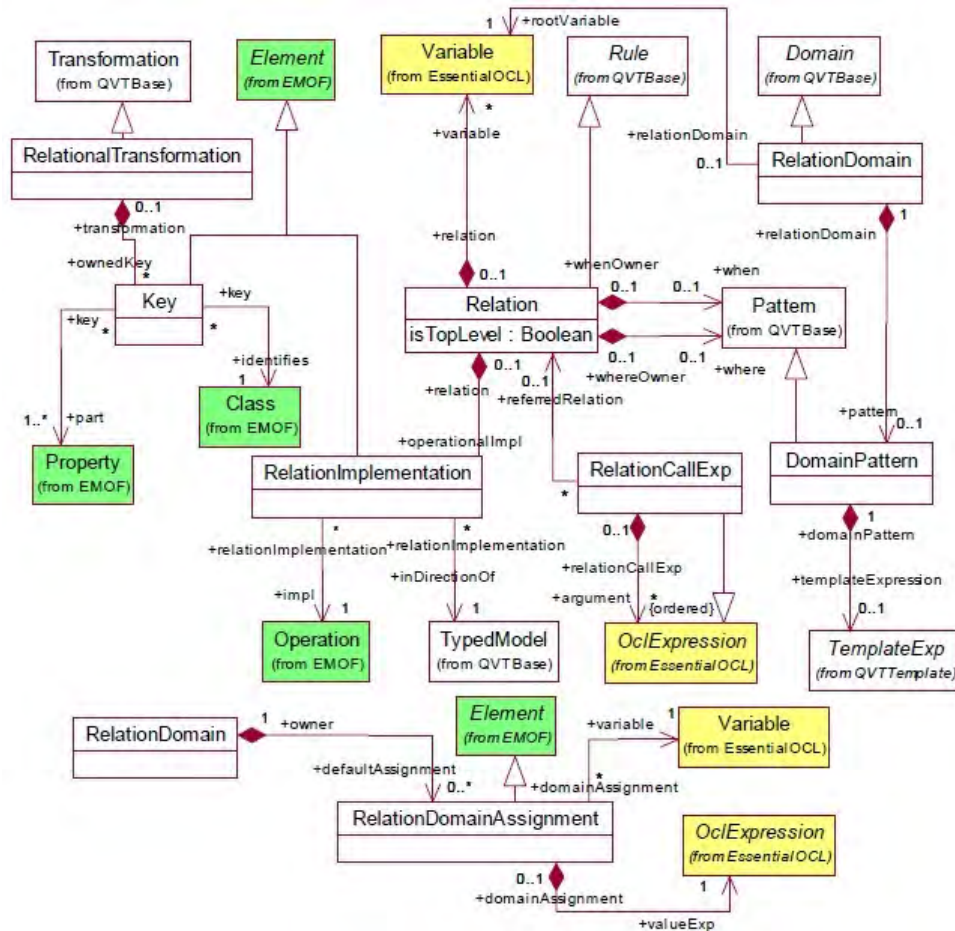 1
+rootVariable
Transformation
(from QVTBase)
Element
(from EMOF)
Variable
(from EssentialOCL)
Rule
(from QVTBase)
Domain
(from QVTBase)
*
+variable
+relationDomain
0..1
RelationalTransformation
RelationDomain
0..1
+transformation
+ownedKey
*
1
+relationDomain
+relation
0..1
+whenOwner
0..1
0..1
+when
Key
+key
*
+key
*
Relation
isTopLevel : Boolean
Pattern
(from QVTBase)
0..1
+whereOwner
0..1
+where
+identifies
1
0..1
+relation
0..1
+referredRelation
Class
(from EMOF)
1..*
+part
+operationalImpl
+pattern
0..1
Property
(from EMOF)
RelationImplementation
RelationCallExp
DomainPattern
*
*
*
0..1
1
+domainPattern
+relationImplementation
+relationImplementation
+relationCallExp
+inDirectionOf
+templateExpression
+impl
1
1
+argument
*
{ordered}
0..1
Operation
(from EMOF)
TypedModel
(from QVTBase)
OclExpression
(from EssentialOCL)
TemplateExp
(from QVTTemplate)
RelationDomain
1
+owner
Element
(from EMOF)
+variable
1
Variable
(from EssentialOCL)
+defaultAssignment
0..*
*
+domainAssignment
RelationDomainAssignment
OclExpression
(from EssentialOCL)
0..1
+domainAssignment
1
+valueExp